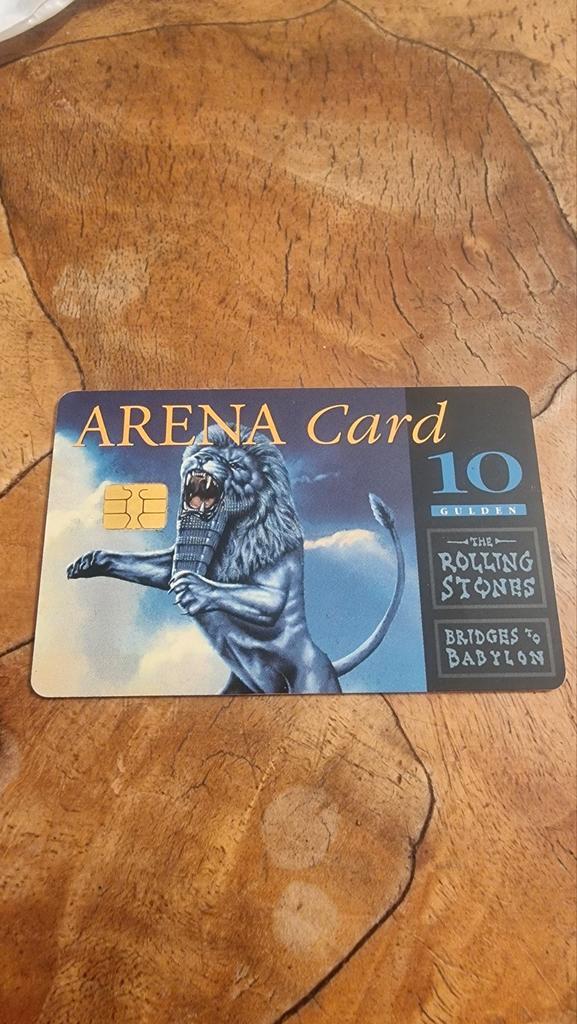 ARENA Card
10
GULDEN
THE
ROLLING
STONES
BRIDGES TO
BABYLON